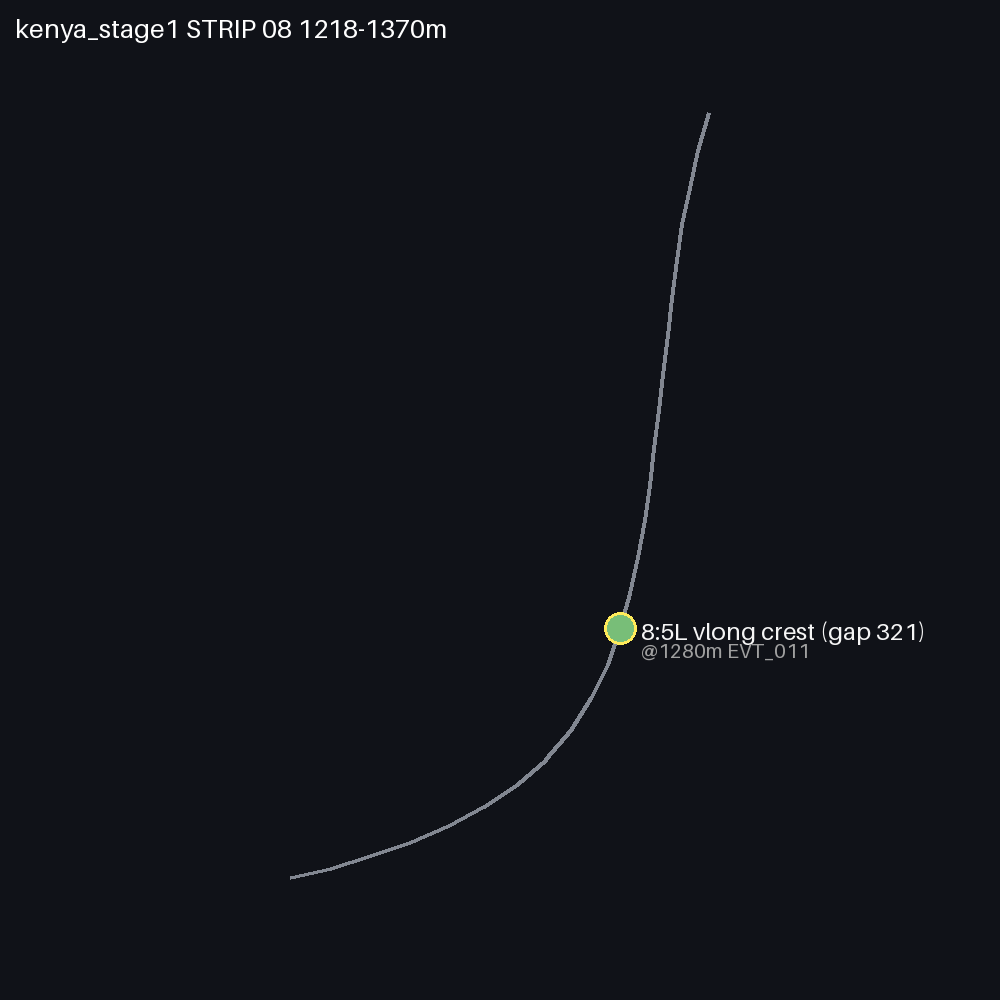 kenya_stage1 STRIP 08 1218-1370m
8:5L vlong crest (gap 321)
@1280m EVT_011